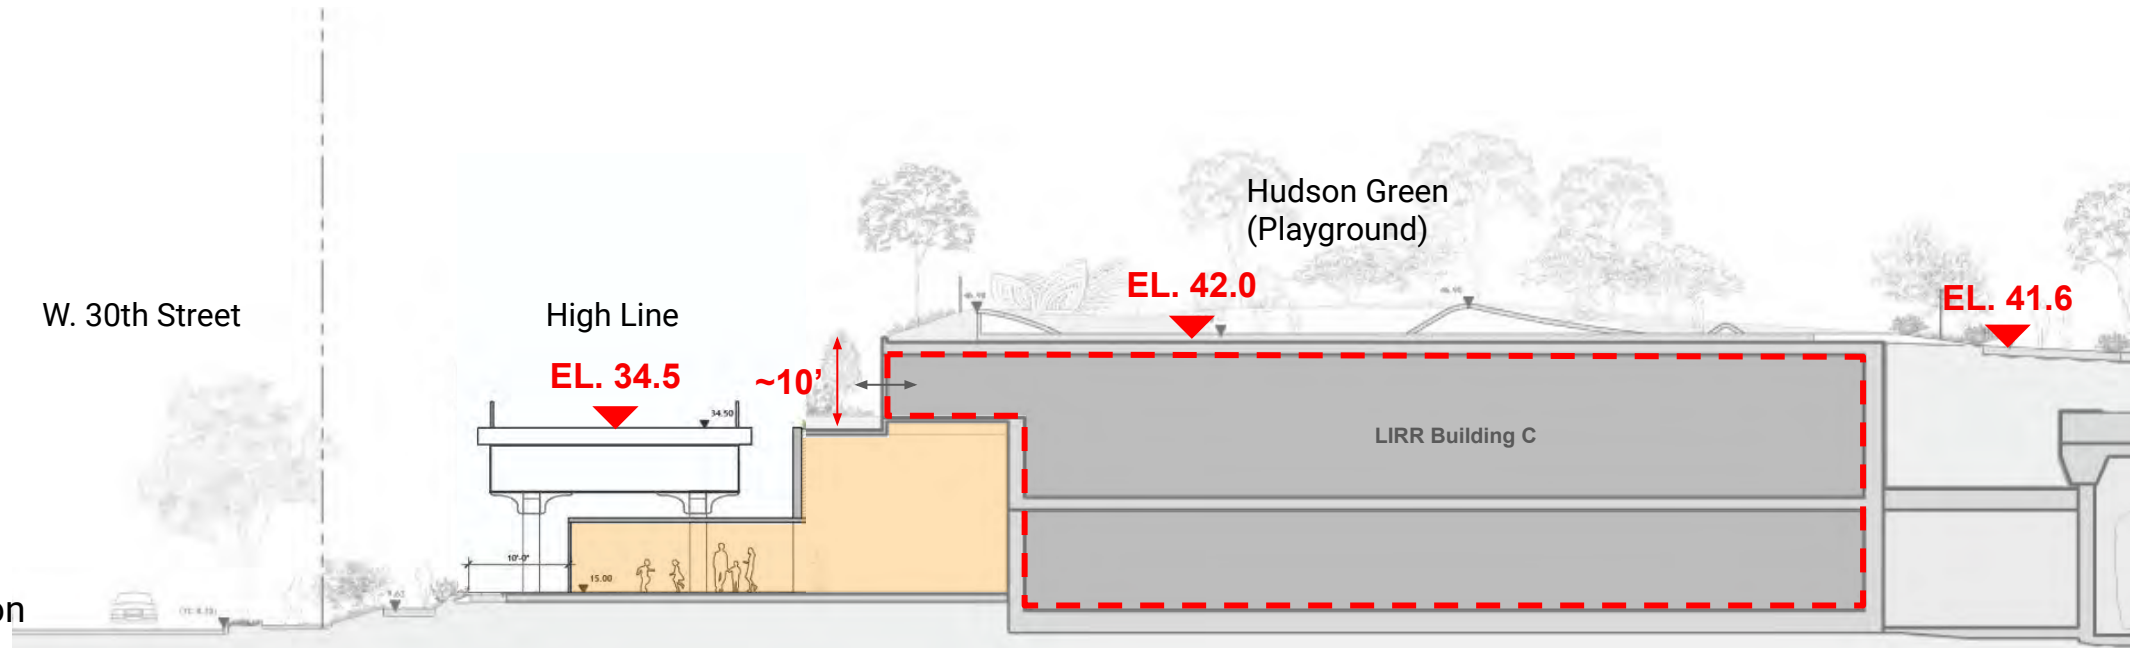 Hudson Green
(Playground)
EL. 42.0
EL. 41.6
W. 30th Street
High Line
EL. 34.5
~10’
34.50
LIRR Building C
10'-0"
15.00
on